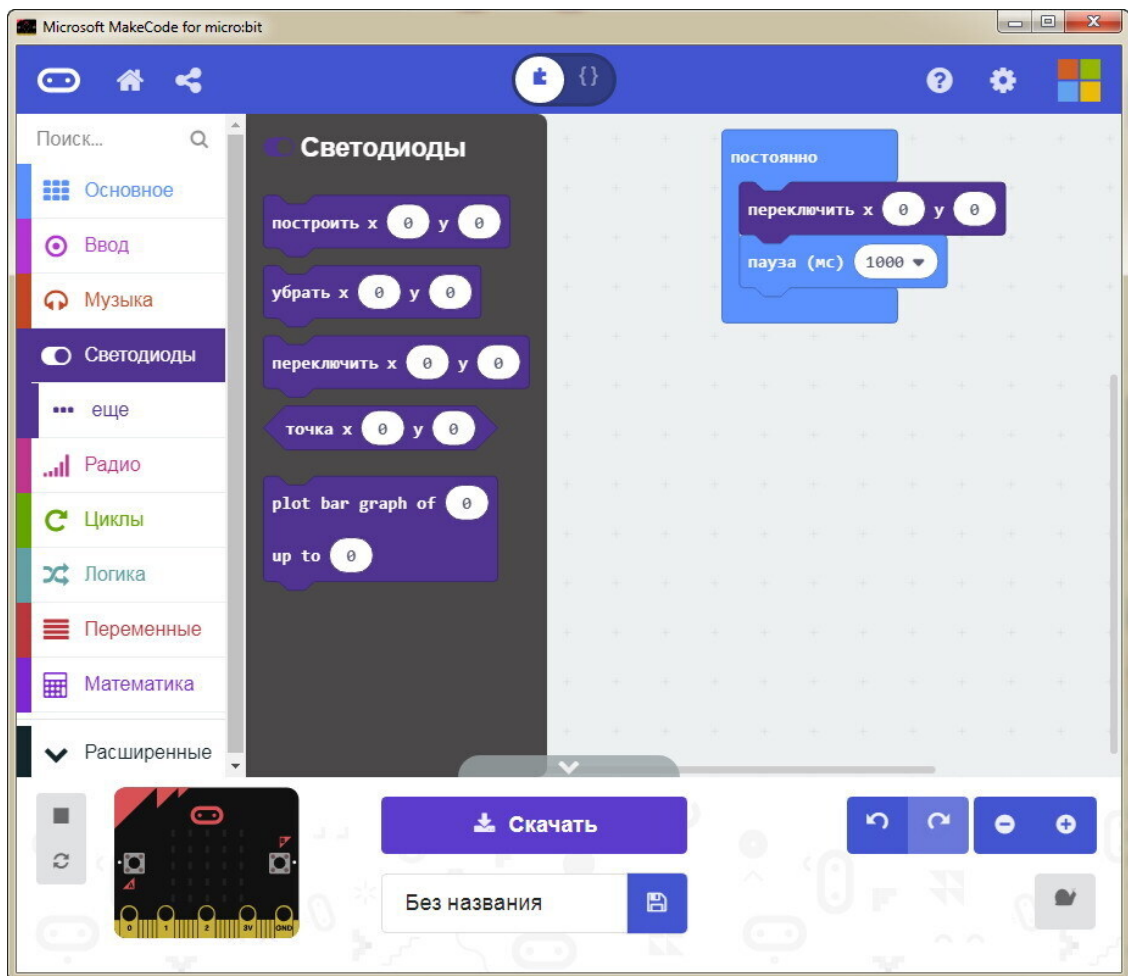 Microsoft MakeCode for micro:bit
{}
?
Поиск...
Основное
Ввод
Музыка
Светодиоды
еще
Радио
Циклы
Логика
Переменные
Математика
Расширенные
Светодиоды
построить x 0 y 0
убрать x 0 y 0
переключить x 0 y 0
точка x 0 y 0
plot bar graph of 0
up to 0
постоянно
переключить x 0 y 0
пауза (мс) 1000
A
B
0 1 2 3V GND
Скачать
Без названия